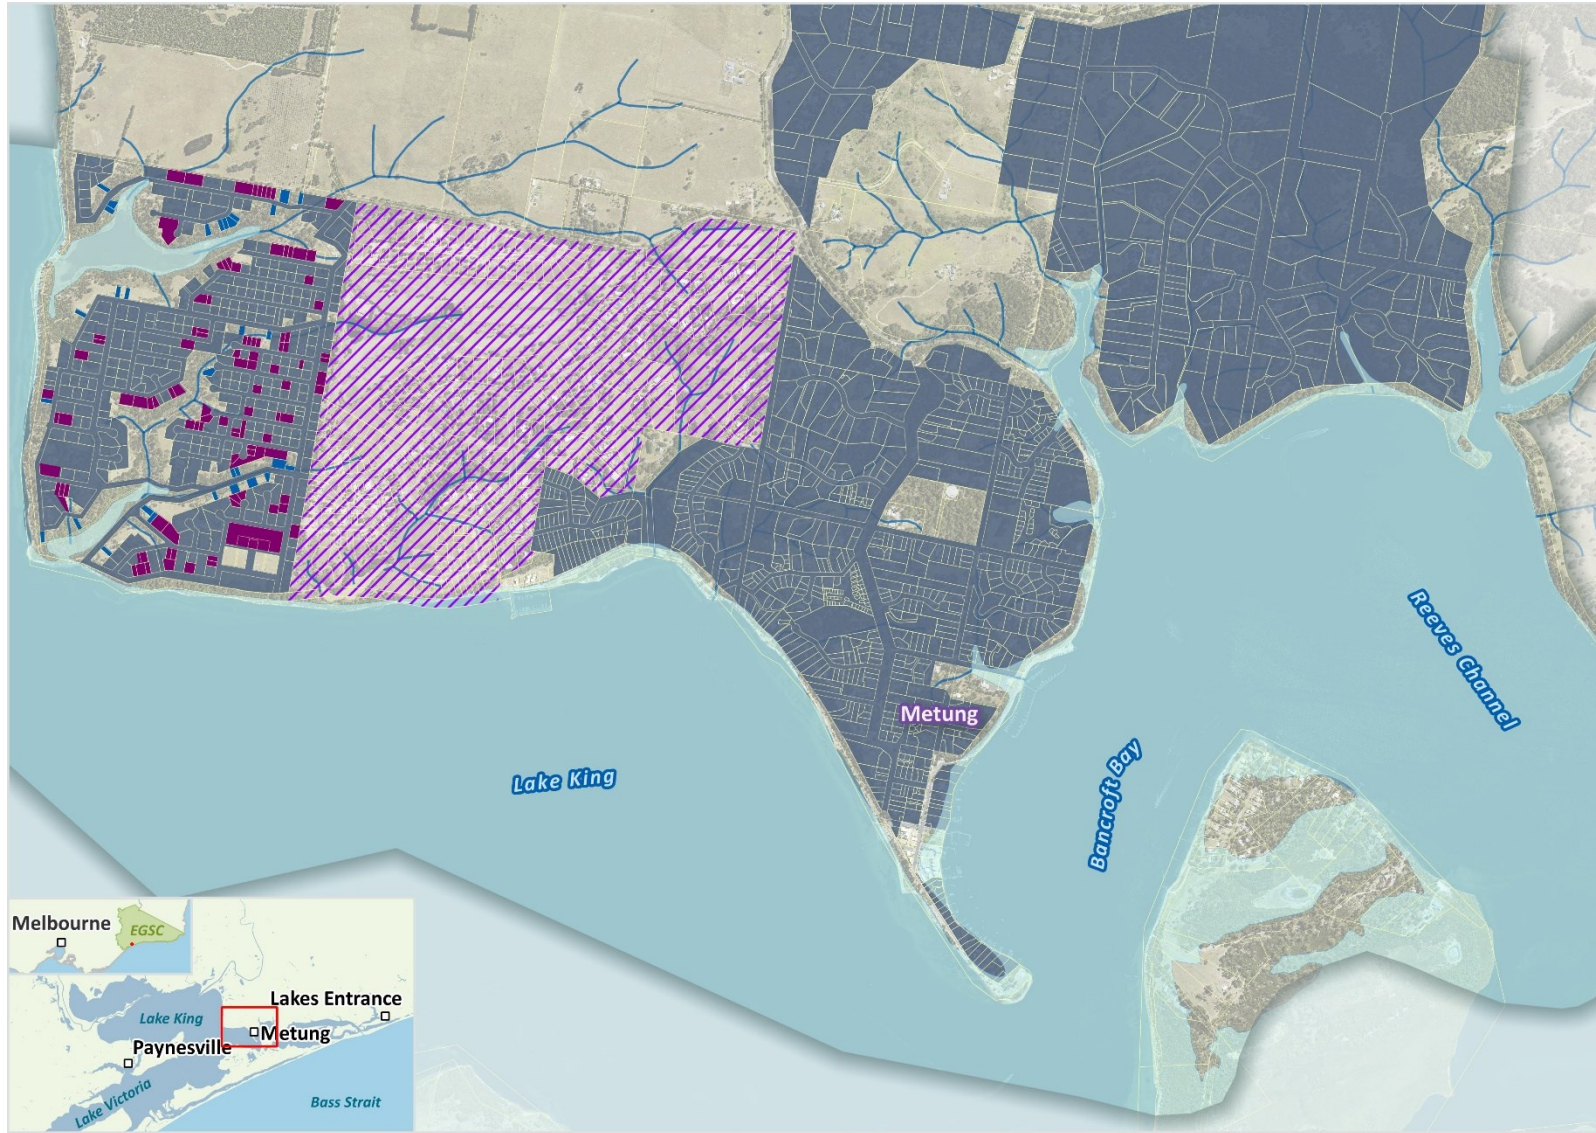 Metung
Reeves Channel
Lake King
Bancroft Bay
Melbourne
EGSC
Lakes Entrance
Lake King
Metung
Paynesville
Lake Victoria
Bass Strait